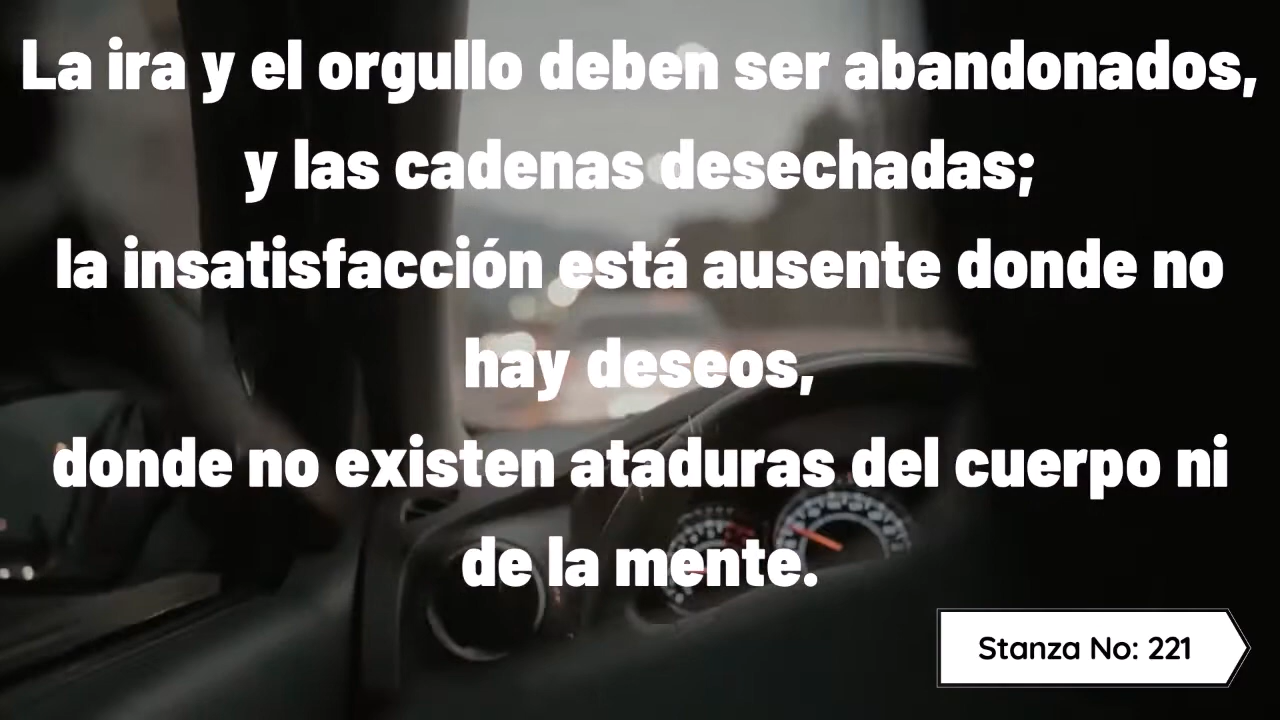 La ira y el orgullo deben ser abandonados,
y las cadenas desechadas;
la insatisfacción está ausente donde no
hay deseos,
donde no existen ataduras del cuerpo ni
de la mente.
Stanza No: 221